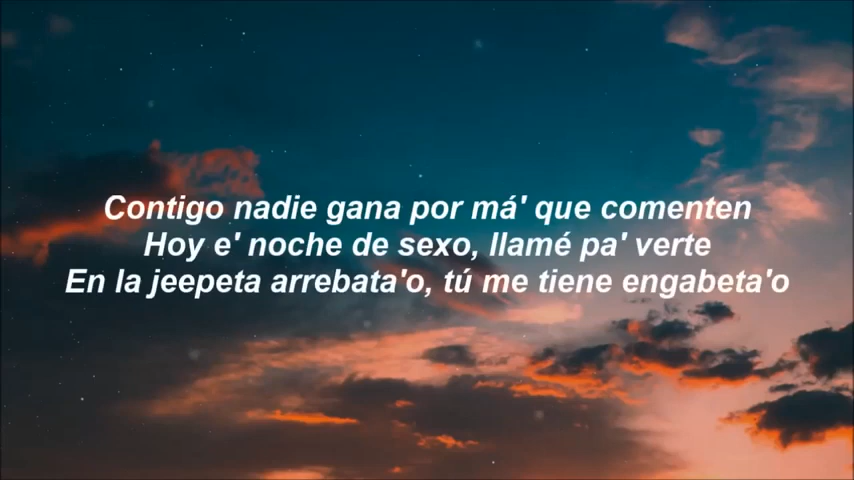 Contigo nadie gana por má' que comenten
Hoy e' noche de sexo, llamé pa' verte
En la jeepeta arrebata'o, tú me tiene engabeta'o